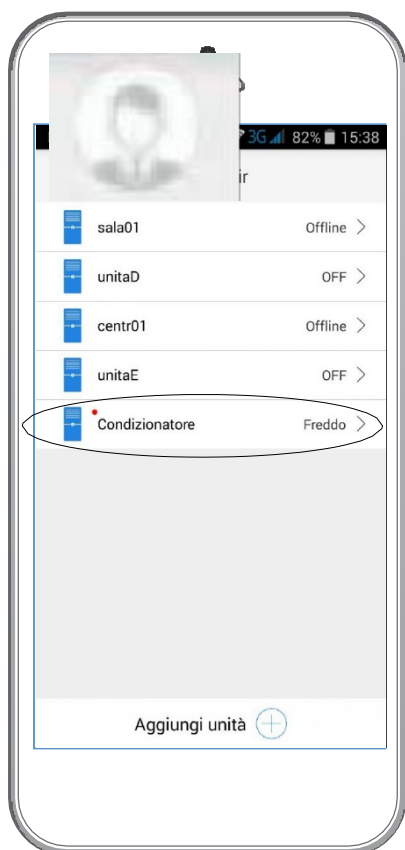 3G 82% 15:38
ir
sala01 Offline
unitaD OFF
centr01 Offline
unitaE OFF
Condizionatore Freddo
Aggiungi unità